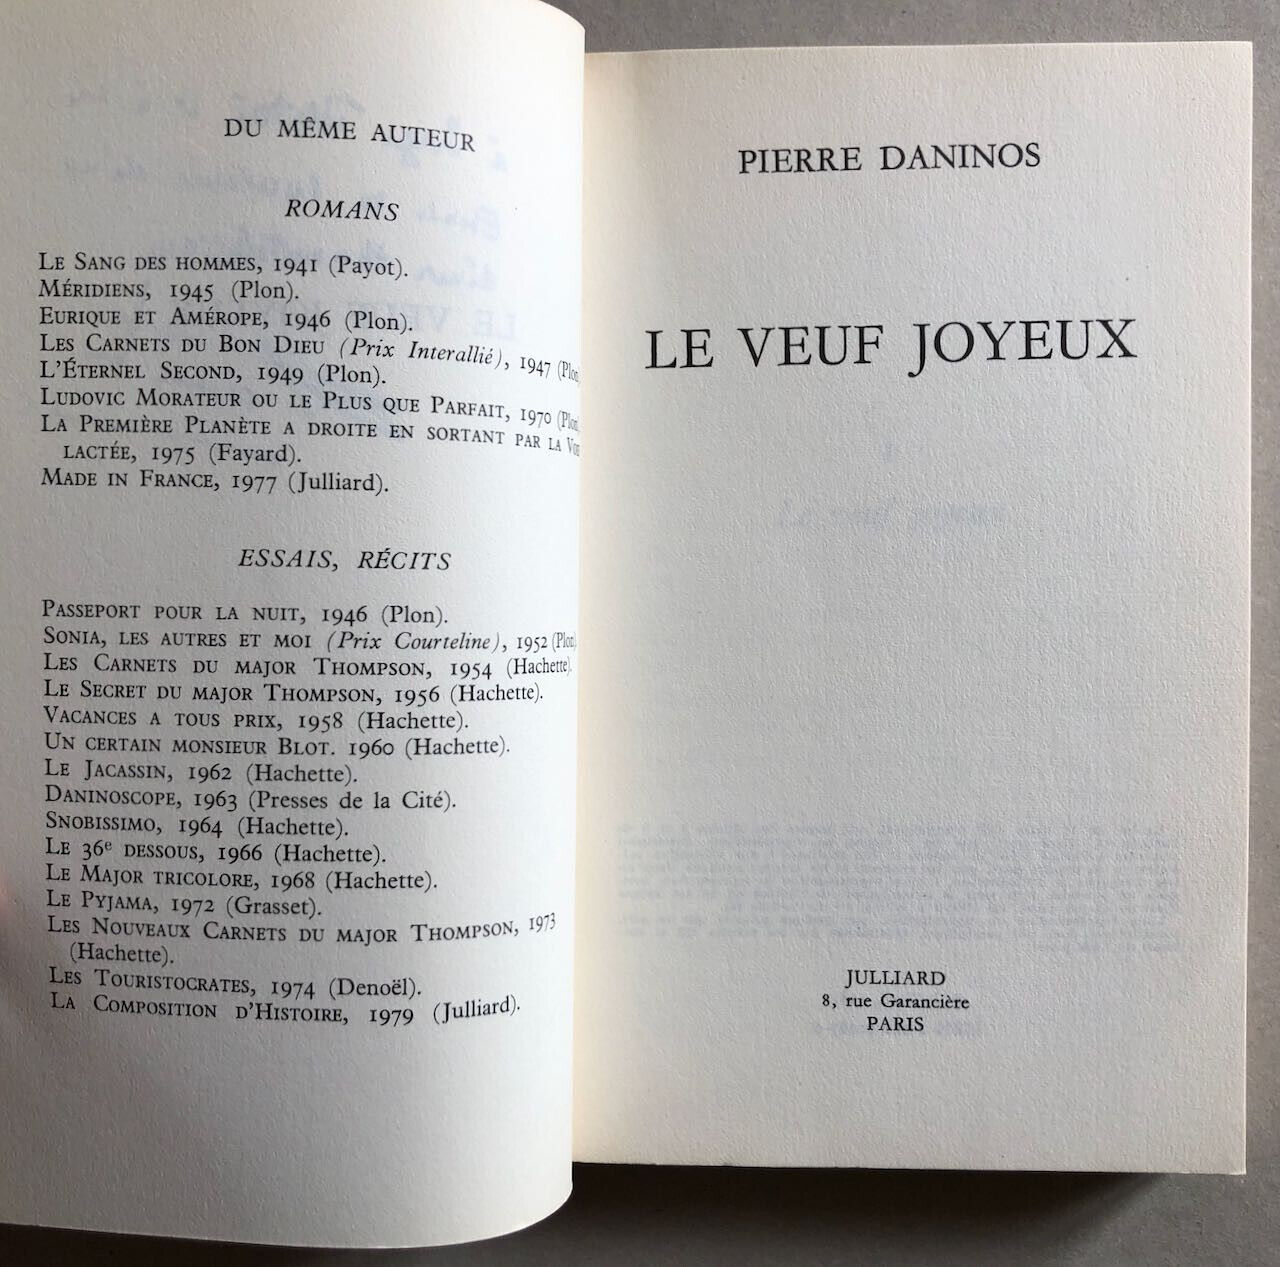 DU MÊME AUTEUR
ROMANS
LE SANG DES HOMMES, 1941 (Payot).
MÉRIDIENS, 1945 (Plon).
EURIQUE ET AMÉROPE, 1946 (Plon).
LES CARNETS DU BON DIEU (Prix Interallié), 1947 (Plon
L'ÉTERNEL SECOND, 1949 (Plon).
LUDOVIC MORATEUR OU LE PLUS QUE PARFAIT, 1970 (Plon
LA PREMIÈRE PLANÈTE A DROITE EN SORTANT PAR LA
LACTÉE, 1975 (Fayard).
MADE IN FRANCE, 1977 (Julliard).
ESSAIS, RÉCITS
PASSEPORT POUR LA NUIT, 1946 (Plon).
SONIA, LES AUTRES ET MOI (Prix Courteline), 1952 (Plon
LES CARNETS DU MAJOR THOMPSON, 1954 (Hachette).
LE SECRET DU MAJOR THOMPSON, 1956 (Hachette).
VACANCES A TOUS PRIX, 1958 (Hachette).
UN CERTAIN MONSIEUR BLOT. 1960 (Hachette).
LE JACASSIN, 1962 (Hachette).
DANINOSCOPE, 1963 (Presses de la Cité).
SNOBISSIMO, 1964 (Hachette).
LE 36e DESSOUS, 1966 (Hachette).
LE MAJOR TRICOLORE, 1968 (Hachette).
LE PYJAMA, 1972 (Grasset).
LES NOUVEAUX CARNETS DU MAJOR THOMPSON, 1973
(Hachette).
LES TOURISTOCRATES, 1974 (Denoël).
LA COMPOSITION D'HISTOIRE, 1979 (Julliard).
PIERRE DANINOS
LE VEUF JOYEUX
JULLIARD
8, rue Garancière
PARIS